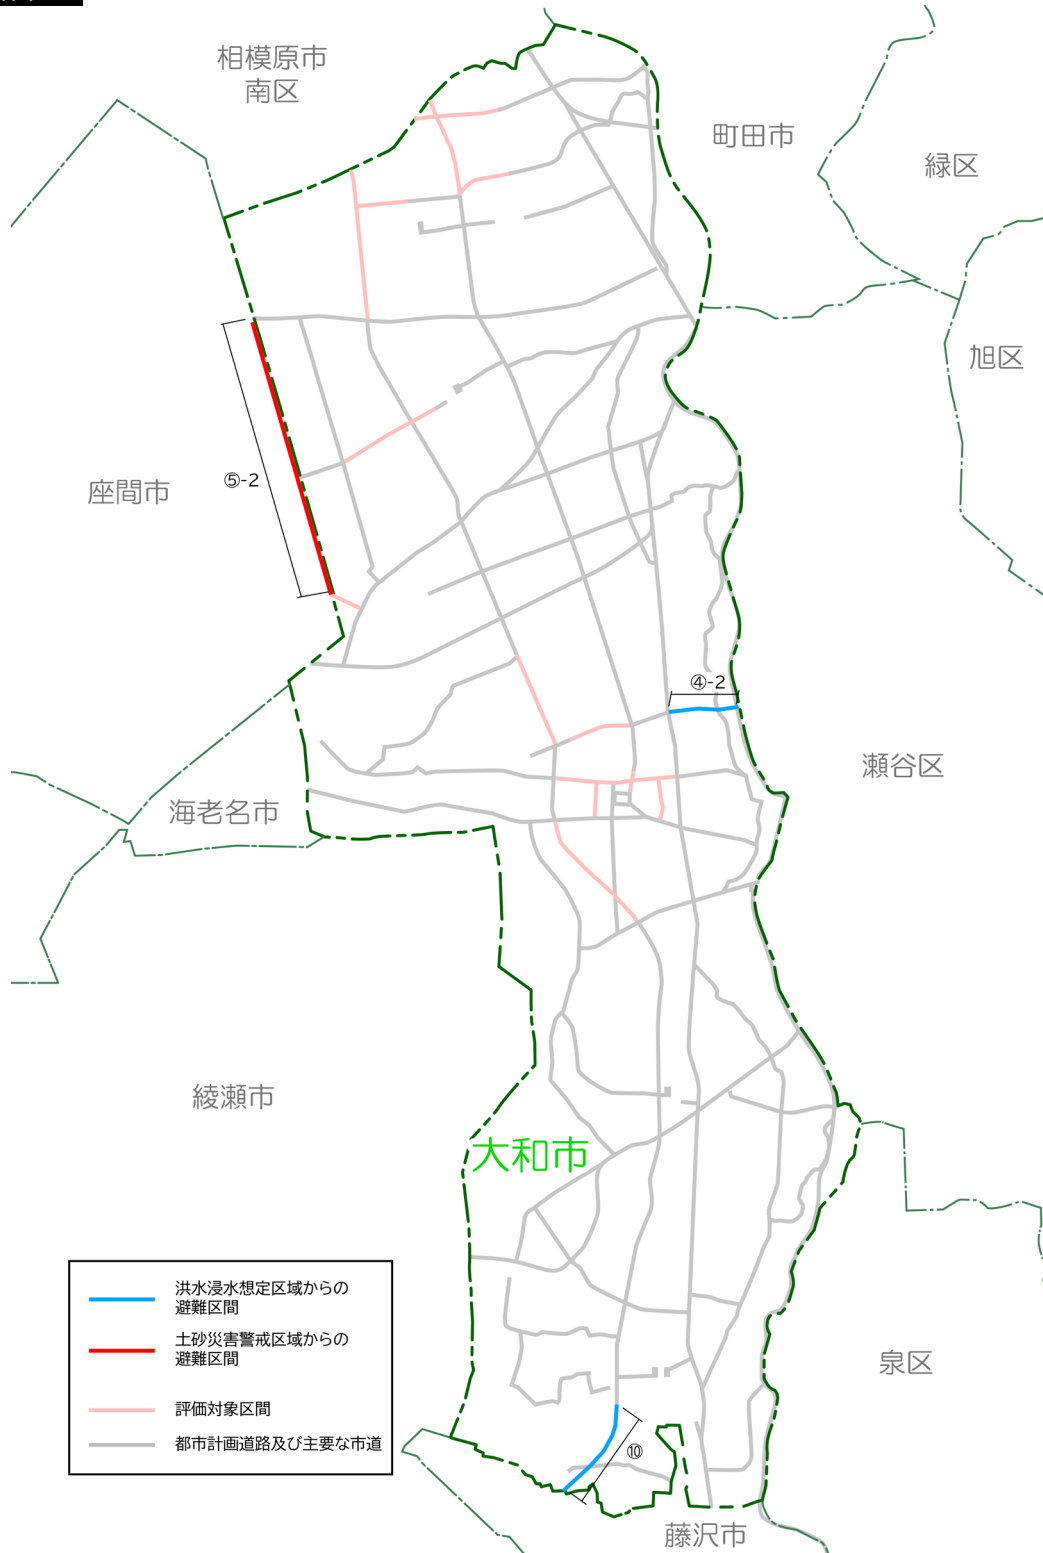 相模原市
南区
町田市
緑区
旭区
座間市
⑤-2
④-2
瀬谷区
海老名市
綾瀬市
大和市
洪水浸水想定区域からの
避難区間
土砂災害警戒区域からの
避難区間
評価対象区間
都市計画道路及び主要な市道
泉区
⑩
藤沢市